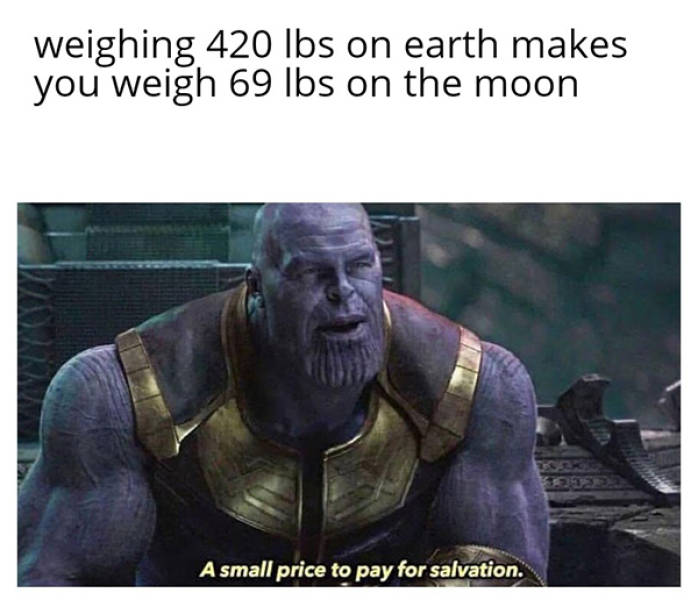 weighing 420 lbs on earth makes
you weigh 69 lbs on the moon
A small price to pay for salvation.